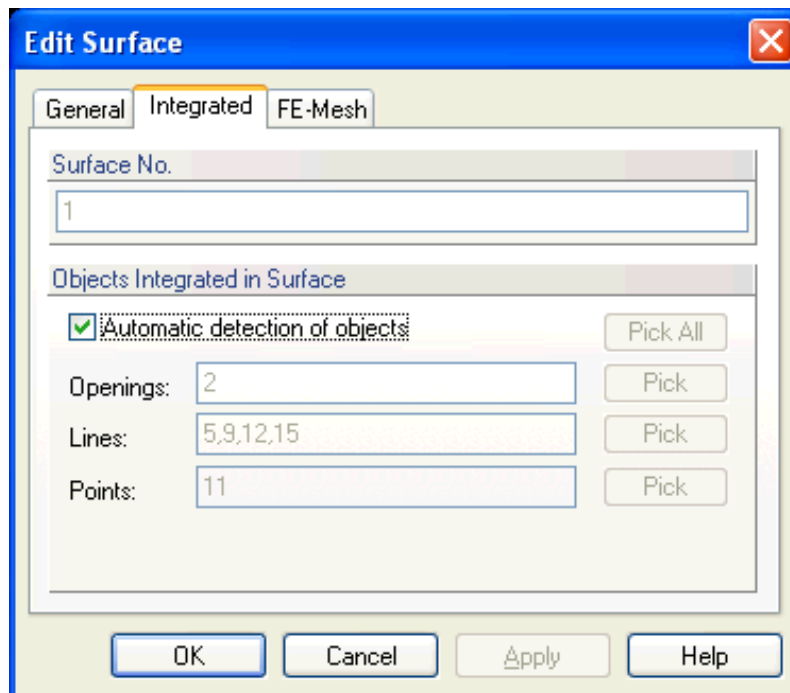 Edit Surface
General Integrated FE-Mesh
Surface No.
1
Objects Integrated in Surface
Automatic detection of objects Pick All
Openings: 2 Pick
Lines: 5,9,12,15 Pick
Points: 11 Pick
OK Cancel Apply Help